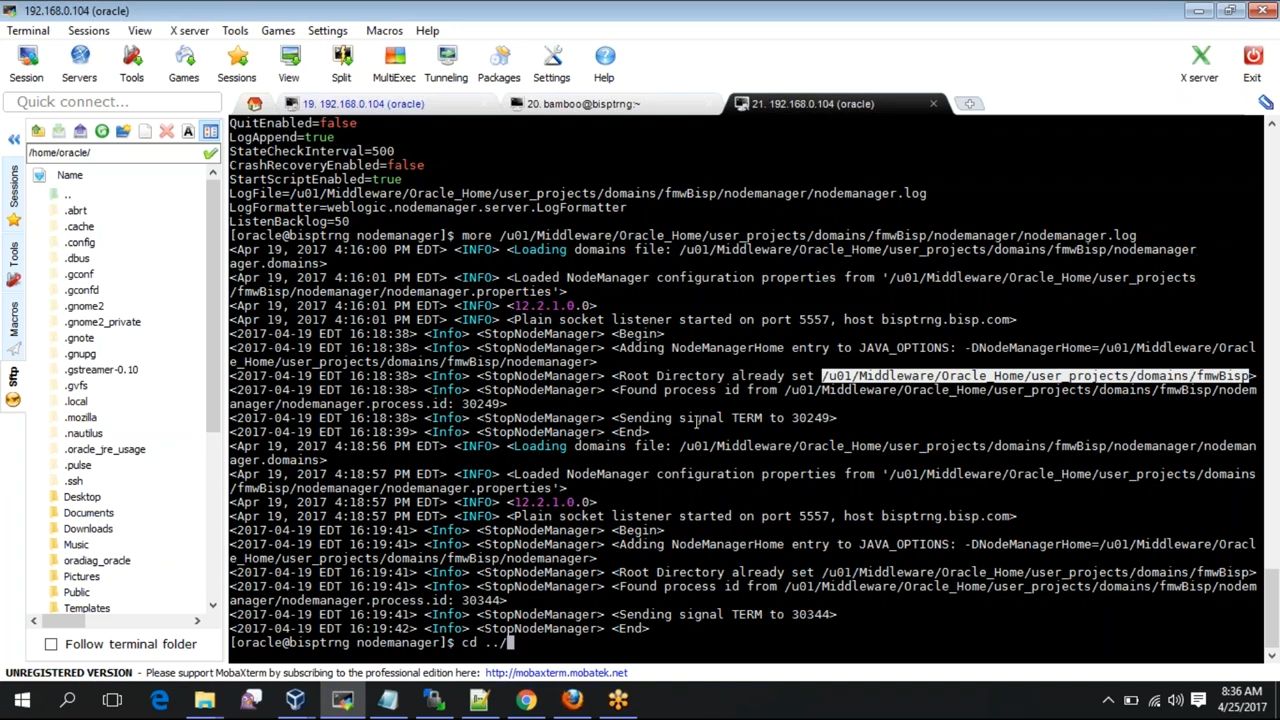 192.168.0.104 (oracle)
Terminal Sessions View X server Tools Games Settings Macros Help
Session Servers Tools Games Sessions View Split MultiExec Tunneling Packages Settings Help X server Exit
Quick connect...
19. 192.168.0.104 (oracle) 20. bamboo@bisptrng:~ 21. 192.168.0.104 (oracle)
/home/oracle/
Name
..
.abrt
.cache
.config
.dbus
.gconf
.gconfd
.gnome2
.gnome2_private
.gnote
.gnupg
.gstreamer-0.10
.gvfs
.local
.mozilla
.nautilus
.oracle_jre_usage
.pulse
.ssh
Desktop
Documents
Downloads
Music
oradiag_oracle
Pictures
Public
Templates
Follow terminal folder
Sessions
Tools
Macros
Sftp
QuitEnabled=false
LogAppend=true
StateCheckInterval=500
CrashRecoveryEnabled=false
StartScriptEnabled=true
LogFile=/u01/Middleware/Oracle_Home/user_projects/domains/fmwBisp/nodemanager/nodemanager.log
LogFormatter=weblogic.nodemanager.server.LogFormatter
ListenBacklog=50
[oracle@bisptrng nodemanager]$ more /u01/Middleware/Oracle_Home/user_projects/domains/fmwBisp/nodemanager/nodemanager.log
<Apr 19, 2017 4:16:00 PM EDT> <INFO> <Loading domains file: /u01/Middleware/Oracle_Home/user_projects/domains/fmwBisp/nodemanager/nodemanager
ager.domains>
<Apr 19, 2017 4:16:01 PM EDT> <INFO> <Loaded NodeManager configuration properties from '/u01/Middleware/Oracle_Home/user_projects
/fmwBisp/nodemanager/nodemanager.properties'>
<Apr 19, 2017 4:16:01 PM EDT> <INFO> <12.2.1.0.0>
<Apr 19, 2017 4:16:01 PM EDT> <INFO> <Plain socket listener started on port 5557, host bisptrng.bisp.com>
<2017-04-19 EDT 16:18:38> <Info> <StopNodeManager> <Begin>
<2017-04-19 EDT 16:18:38> <Info> <StopNodeManager> <Adding NodeManagerHome entry to JAVA_OPTIONS: -DNodeManagerHome=/u01/Middleware/Oracl
e_Home/user_projects/domains/fmwBisp/nodemanager>
<2017-04-19 EDT 16:18:38> <Info> <StopNodeManager> <Root Directory already set /u01/Middleware/Oracle_Home/user_projects/domains/fmwBisp>
<2017-04-19 EDT 16:18:38> <Info> <StopNodeManager> <Found process id from /u01/Middleware/Oracle_Home/user_projects/domains/fmwBisp/nodem
anager/nodemanager.process.id: 30249>
<2017-04-19 EDT 16:18:38> <Info> <StopNodeManager> <Sending signal TERM to 30249>
<2017-04-19 EDT 16:18:39> <Info> <StopNodeManager> <End>
<Apr 19, 2017 4:18:56 PM EDT> <INFO> <Loading domains file: /u01/Middleware/Oracle_Home/user_projects/domains/fmwBisp/nodemanager/nodeman
ager.domains>
<Apr 19, 2017 4:18:57 PM EDT> <INFO> <Loaded NodeManager configuration properties from '/u01/Middleware/Oracle_Home/user_projects/domains
/fmwBisp/nodemanager/nodemanager.properties'>
<Apr 19, 2017 4:18:57 PM EDT> <INFO> <12.2.1.0.0>
<Apr 19, 2017 4:18:57 PM EDT> <INFO> <Plain socket listener started on port 5557, host bisptrng.bisp.com>
<2017-04-19 EDT 16:19:41> <Info> <StopNodeManager> <Begin>
<2017-04-19 EDT 16:19:41> <Info> <StopNodeManager> <Adding NodeManagerHome entry to JAVA_OPTIONS: -DNodeManagerHome=/u01/Middleware/Oracl
e_Home/user_projects/domains/fmwBisp/nodemanager>
<2017-04-19 EDT 16:19:41> <Info> <StopNodeManager> <Root Directory already set /u01/Middleware/Oracle_Home/user_projects/domains/fmwBisp>
<2017-04-19 EDT 16:19:41> <Info> <StopNodeManager> <Found process id from /u01/Middleware/Oracle_Home/user_projects/domains/fmwBisp/nodem
anager/nodemanager.process.id: 30344>
<2017-04-19 EDT 16:19:41> <Info> <StopNodeManager> <Sending signal TERM to 30344>
<2017-04-19 EDT 16:19:42> <Info> <StopNodeManager> <End>
[oracle@bisptrng nodemanager]$ cd ../
UNREGISTERED VERSION - Please support MobaXterm by subscribing to the professional edition here: http://mobaxterm.mobatek.net
8:36 AM
4/25/2017